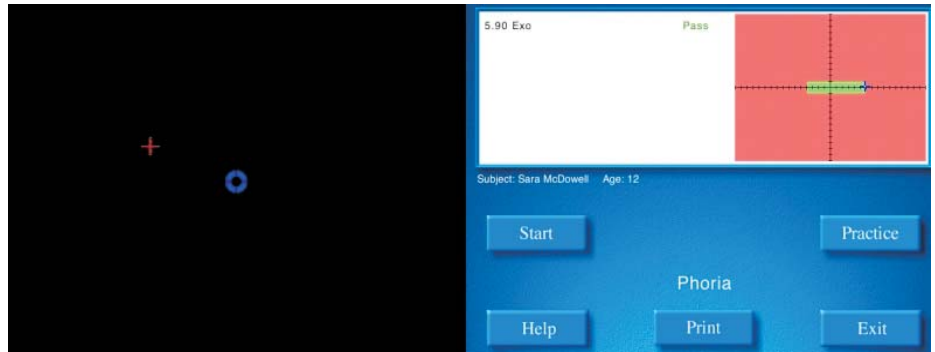 5.90 Exo Pass
Subject: Sara McDowell Age: 12
Start Practice
Phoria
Help Print Exit